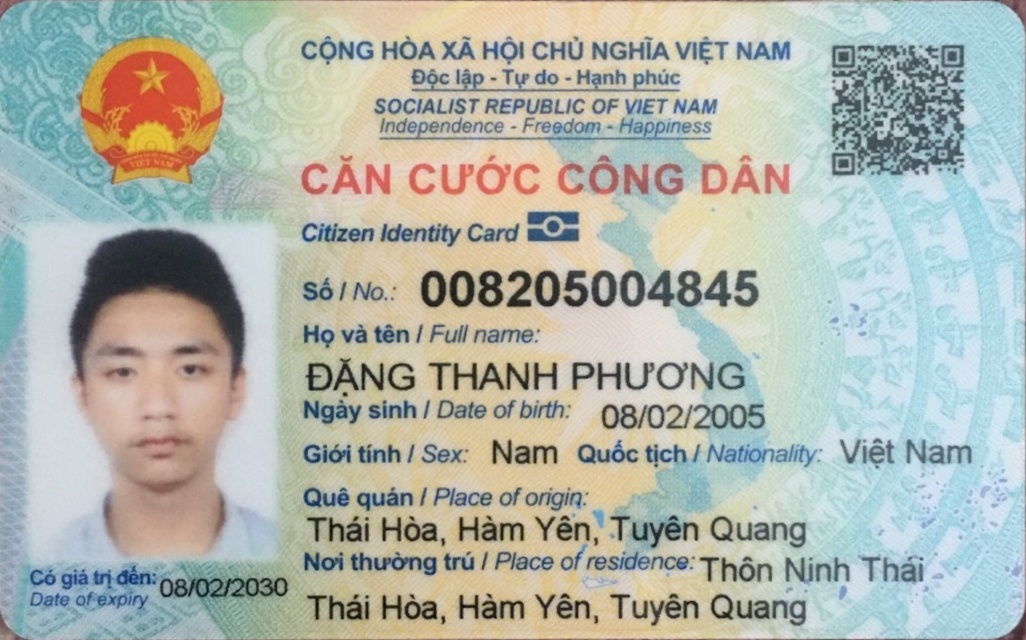 CỘNG HÒA XÃ HỘI CHỦ NGHĨA VIỆT NAM
Độc lập - Tự do - Hạnh phúc
SOCIALIST REPUBLIC OF VIET NAM
Independence - Freedom - Happiness
CĂN CƯỚC CÔNG DÂN
Citizen Identity Card
Số / No.: 008205004845
Họ và tên / Full name:
ĐẶNG THANH PHƯƠNG
Ngày sinh / Date of birth: 08/02/2005
Giới tính / Sex: Nam Quốc tịch / Nationality: Việt Nam
Quê quán / Place of origin:
Thái Hòa, Hàm Yên, Tuyên Quang
Nơi thường trú / Place of residence: Thôn Ninh Thái
Thái Hòa, Hàm Yên, Tuyên Quang
Có giá trị đến: 08/02/2030
Date of expiry